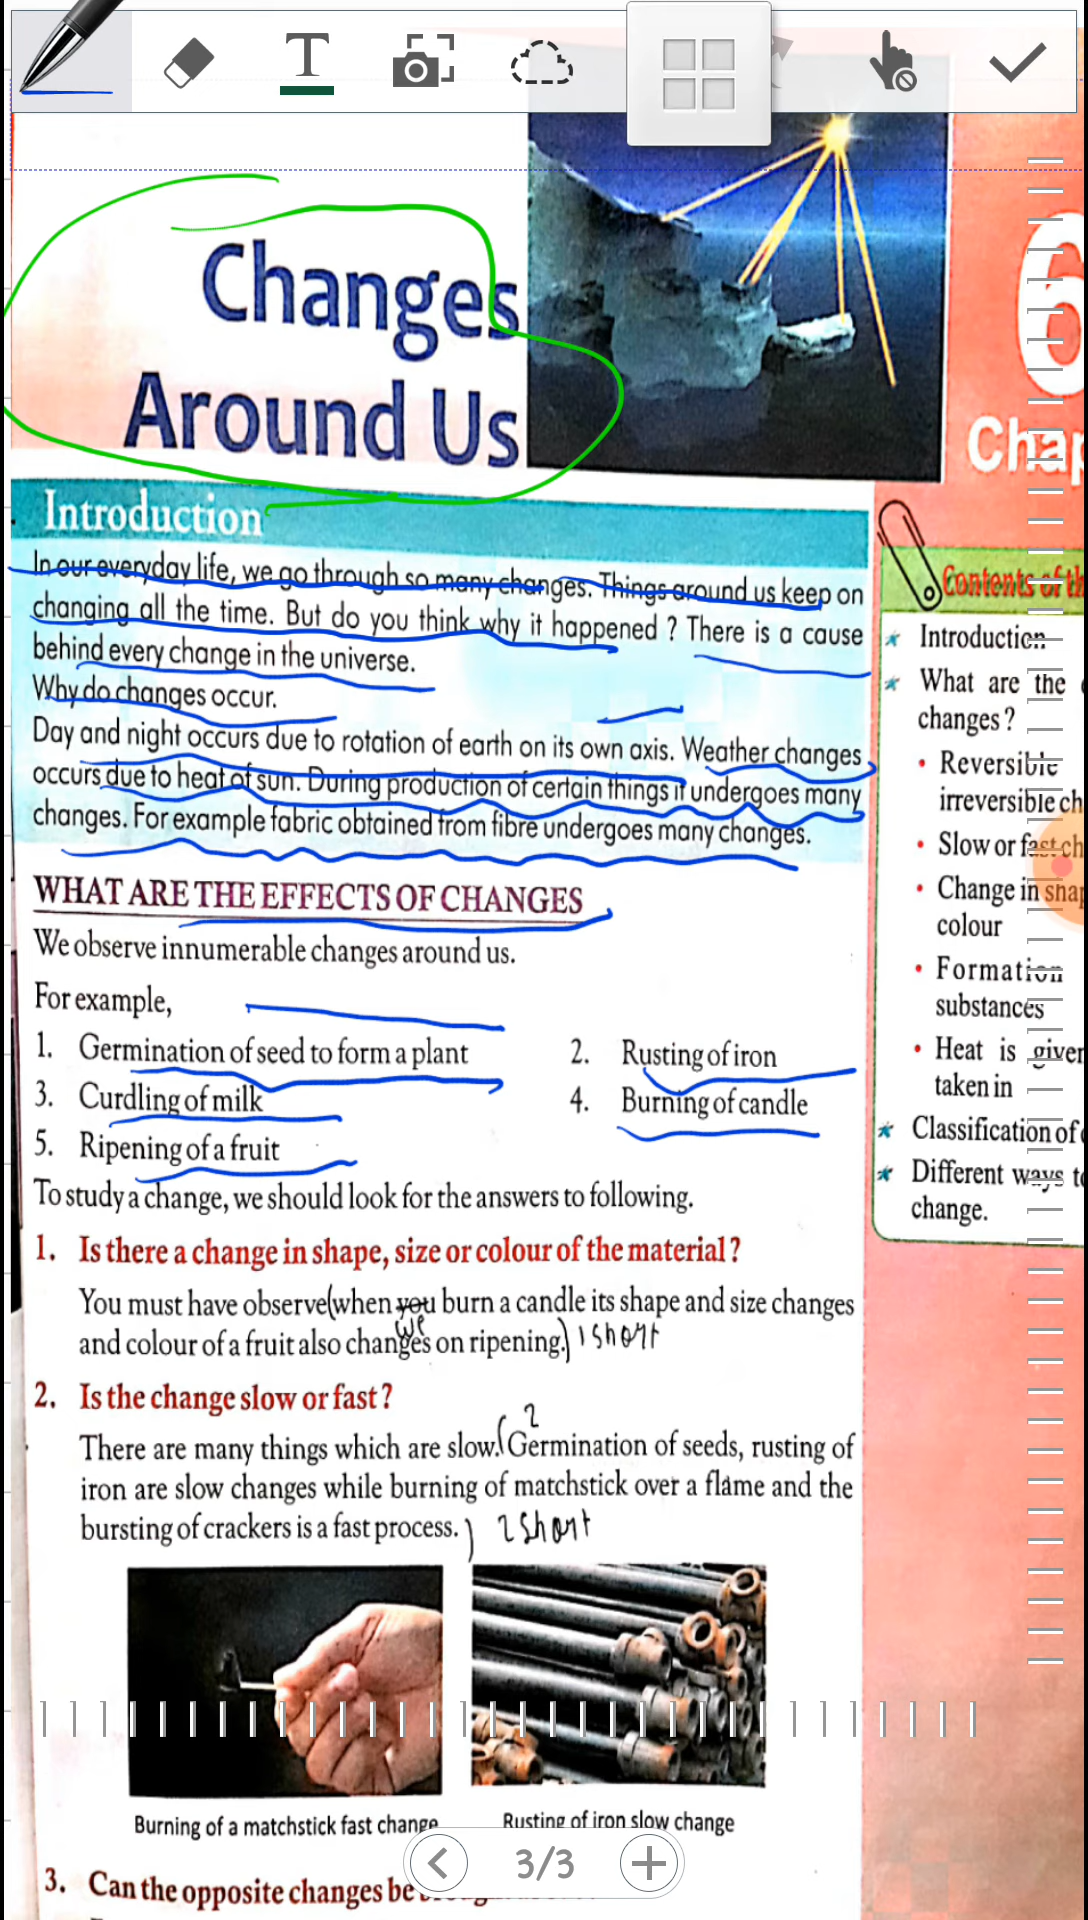 T
Changes
Around Us
6
Introduction
In our everyday life, we go through so many changes. Things around us keep on
changing all the time. But do you think why it happened ? There is a cause
behind every change in the universe.
Why do changes occur.
Day and night occurs due to rotation of earth on its own axis. Weather changes
occurs due to heat of sun. During production of certain things it undergoes many
changes. For example fabric obtained from fibre undergoes many changes.
WHAT ARE THE EFFECTS OF CHANGES
We observe innumerable changes around us.
For example,
1. Germination of seed to form a plant
2. Rusting of iron
3. Curdling of milk
4. Burning of candle
5. Ripening of a fruit
To study a change, we should look for the answers to following.
1. Is there a change in shape, size or colour of the material ?
You must have observe(when you burn a candle its shape and size changes
we
and colour of a fruit also changes on ripening.) 1 short
2. Is the change slow or fast ?
2
There are many things which are slow.(Germination of seeds, rusting of
iron are slow changes while burning of matchstick over a flame and the
bursting of crackers is a fast process.) 2 short
Burning of a matchstick fast change
Rusting of iron slow change
3. Can the opposite changes be
3/3
Chap
Contents of th
Introduction
What are the
changes ?
Reversible
irreversible ch
Slow or fast ch
Change in shap
colour
Formation
substances
Heat is given
taken in
Classification of
Different ways to
change.